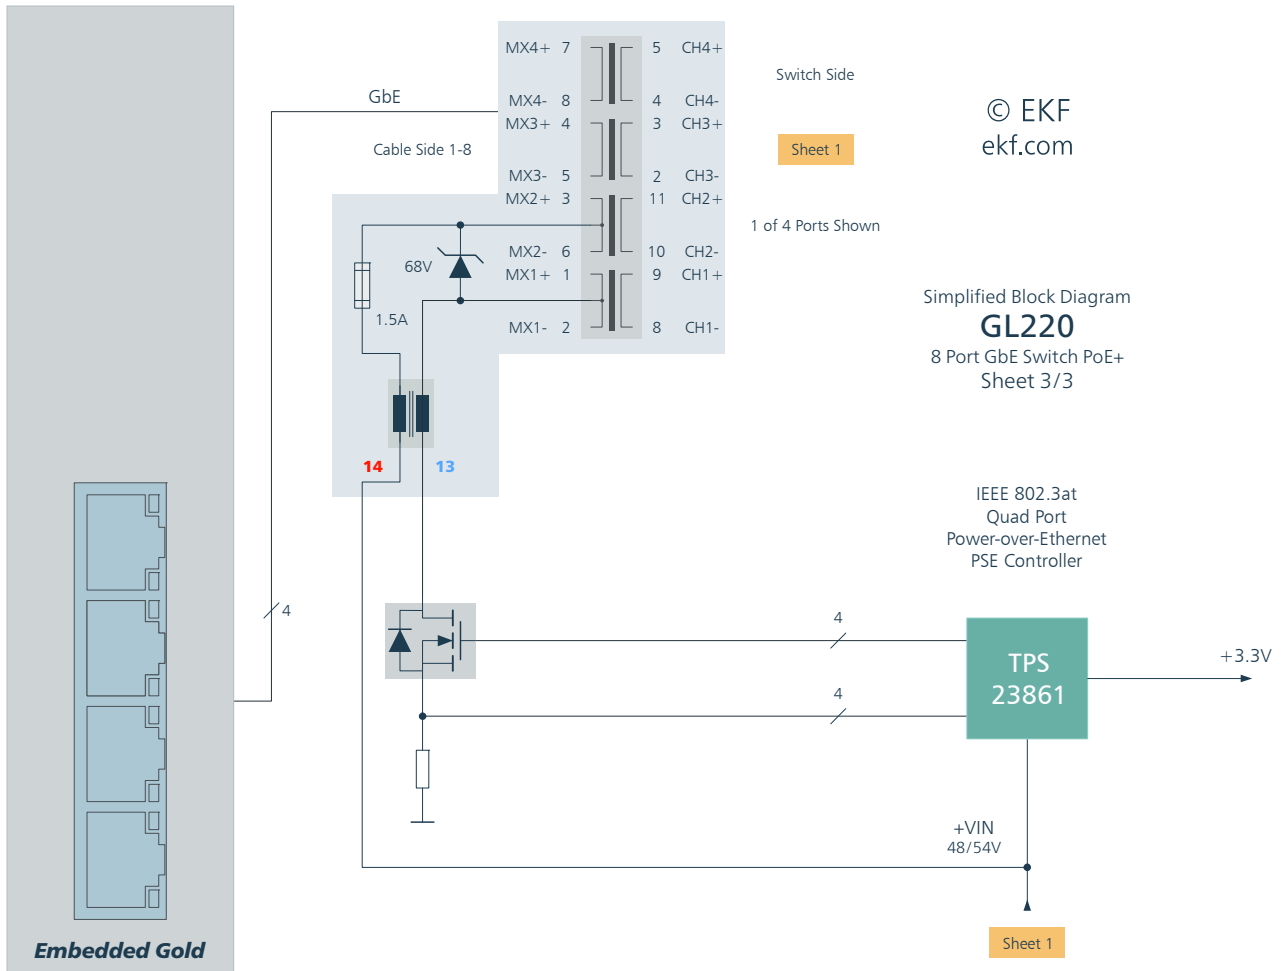 GbE
Cable Side 1-8
MX4+ 7 5 CH4+
MX4- 8 4 CH4-
MX3+ 4 3 CH3+
MX3- 5 2 CH3-
MX2+ 3 11 CH2+
MX2- 6 10 CH2-
MX1+ 1 9 CH1+
MX1- 2 8 CH1-
Switch Side
Sheet 1
1 of 4 Ports Shown
© EKF
ekf.com
Simplified Block Diagram
GL220
8 Port GbE Switch PoE+
Sheet 3/3
68V
1.5A
14 13
IEEE 802.3at
Quad Port
Power-over-Ethernet
PSE Controller
4
4
4
TPS
23861
+3.3V
+VIN
48/54V
Sheet 1
Embedded Gold